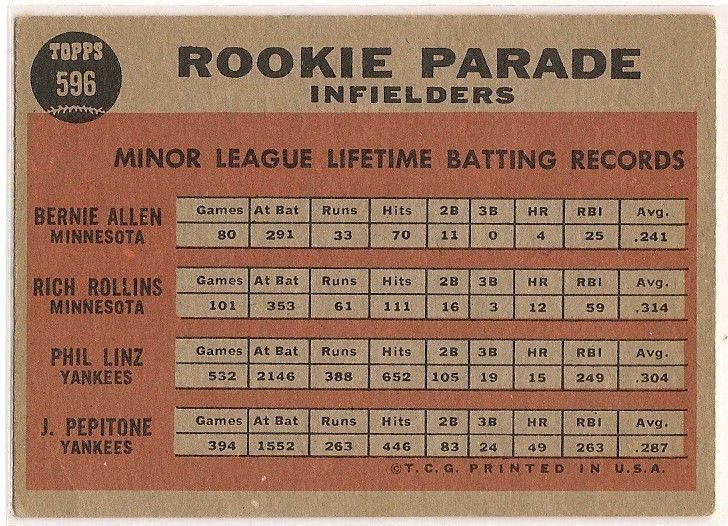 TOPPS
596
ROOKIE PARADE
INFIELDERS
MINOR LEAGUE LIFETIME BATTING RECORDS
BERNIE ALLEN
MINNESOTA
Games At Bat Runs Hits 2B 3B HR RBI Avg.
80 291 33 70 11 0 4 25 .241
RICH ROLLINS
MINNESOTA
Games At Bat Runs Hits 2B 3B HR RBI Avg.
101 353 61 111 16 3 12 59 .314
PHIL LINZ
YANKEES
Games At Bat Runs Hits 2B 3B HR RBI Avg.
532 2146 388 652 105 19 15 249 .304
J. PEPITONE
YANKEES
Games At Bat Runs Hits 2B 3B HR RBI Avg.
394 1552 263 446 83 24 49 263 .287
©T.C.G. PRINTED IN U.S.A.